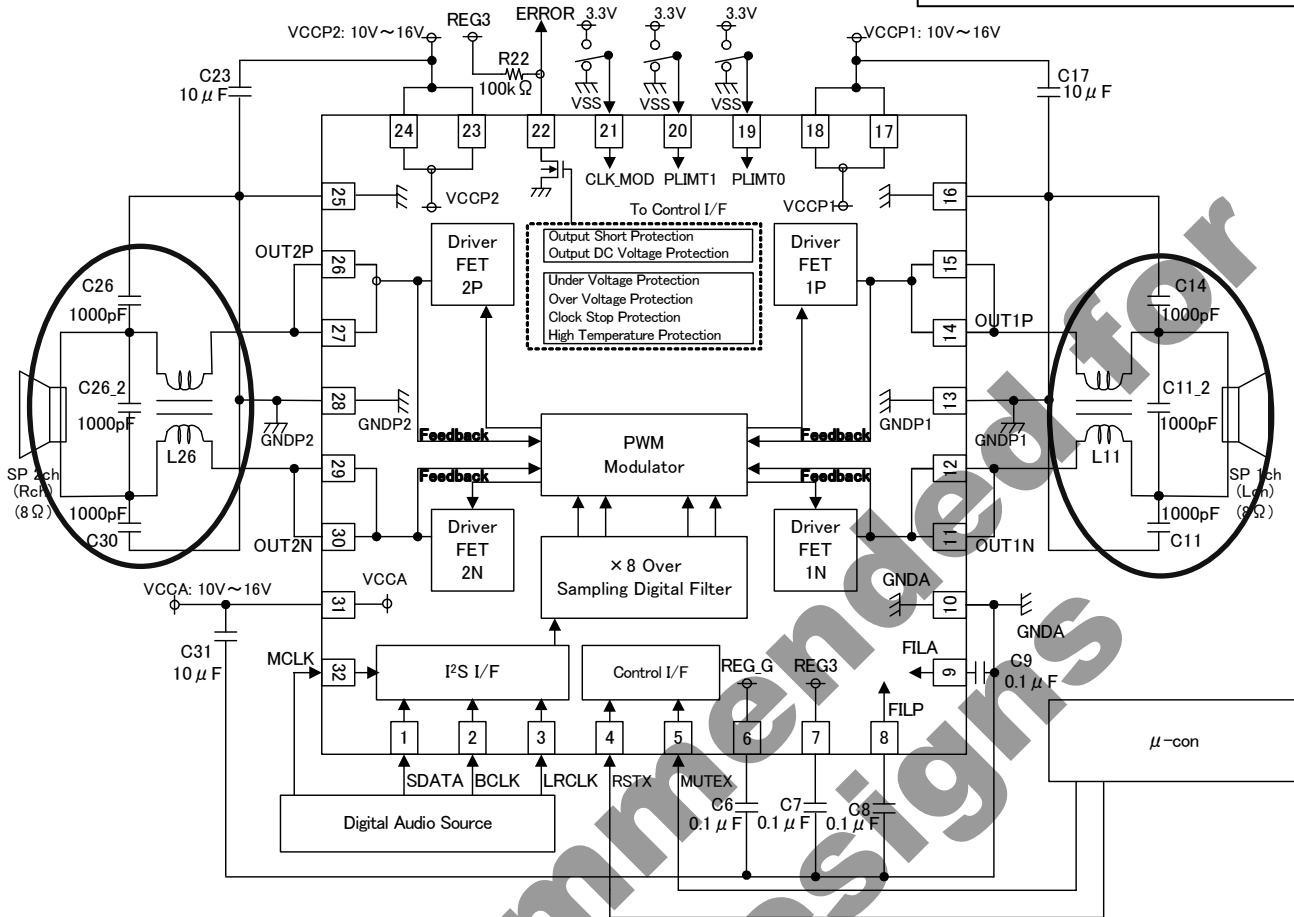 ERROR
3.3V 3.3V 3.3V
VCCP2: 10V～16V
REG3
VCCP1: 10V～16V
C23
10μF
R22
100kΩ
VSS VSS VSS
C17
10μF
24 23 22 21 20 19 18 17
CLK_MOD PLIMT1 PLIMT0
VCCP2
VCCP1
To Control I/F
25
16
OUT2P
26
27
Driver
FET
2P
Output Short Protection
Output DC Voltage Protection
Under Voltage Protection
Over Voltage Protection
Clock Stop Protection
High Temperature Protection
Driver
FET
1P
15
14
OUT1P
C26
1000pF
C14
1000pF
C26_2
1000pF
L26
28
GNDP2
GNDP2
13
GNDP1
GNDP1
C11_2
1000pF
L11
Feedback
Feedback
PWM
Modulator
Feedback
Feedback
SP 2ch
(Rch)
(8Ω)
1000pF
C30
29
30
OUT2N
Driver
FET
2N
Driver
FET
1N
12
11
OUT1N
SP 1ch
(Lch)
(8Ω)
1000pF
C11
×8 Over
Sampling Digital Filter
VCCA: 10V～16V
31
VCCA
GNDA
10
GNDA
C31
10μF
MCLK
32
I²S I/F
Control I/F
REG_G
REG3
FILA
9
C9
0.1μF
FILP
1 2 3 4 5 6 7 8
μ-con
SDATA BCLK LRCLK RSTX MUTEX
C6
0.1μF
C7
0.1μF
C8
0.1μF
Digital Audio Source